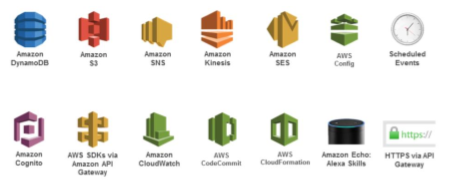 Amazon DynamoDB
Amazon S3
Amazon SNS
Amazon Kinesis
Amazon SES
AWS Config
Scheduled Events
Amazon Cognito
AWS SDKs via Amazon API Gateway
Amazon CloudWatch
AWS CodeCommit
AWS CloudFormation
Amazon Echo: Alexa Skills
https://
HTTPS via API Gateway